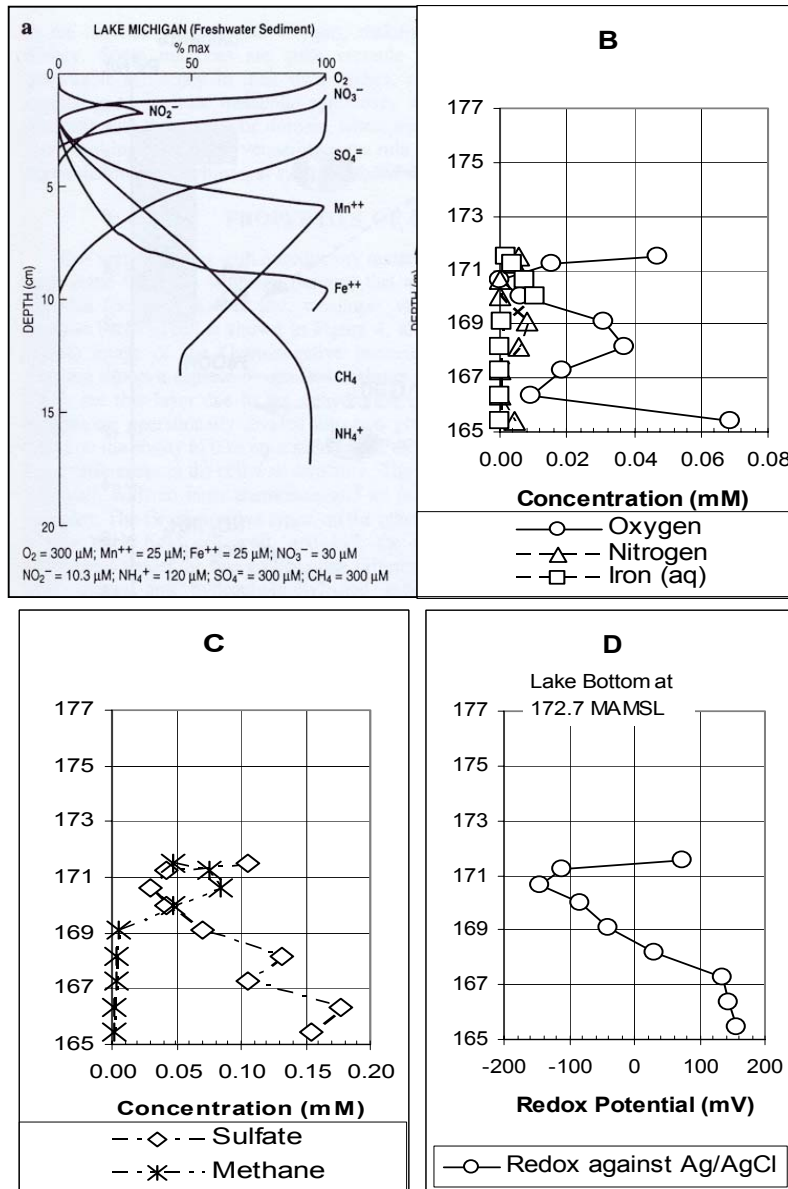 a
LAKE MICHIGAN (Freshwater Sediment)
% max
0 50 100
0
5
10
15
20
DEPTH (cm)
O₂
NO₃⁻
NO₂⁻
SO₄⁼
Mn⁺⁺
Fe⁺⁺
CH₄
NH₄⁺
O₂ = 300 µM; Mn⁺⁺ = 25 µM; Fe⁺⁺ = 25 µM; NO₃⁻ = 30 µM
NO₂⁻ = 10.3 µM; NH₄⁺ = 120 µM; SO₄⁼ = 300 µM; CH₄ = 300 µM
B
177
175
173
171
169
167
165
0.00 0.02 0.04 0.06 0.08
Concentration (mM)
Oxygen
Nitrogen
Iron (aq)
C
177
175
173
171
169
167
165
0.00 0.05 0.10 0.15 0.20
Concentration (mM)
Sulfate
Methane
D
Lake Bottom at
172.7 MAMSL
177
175
173
171
169
167
165
-200 -100 0 100 200
Redox Potential (mV)
Redox against Ag/AgCl